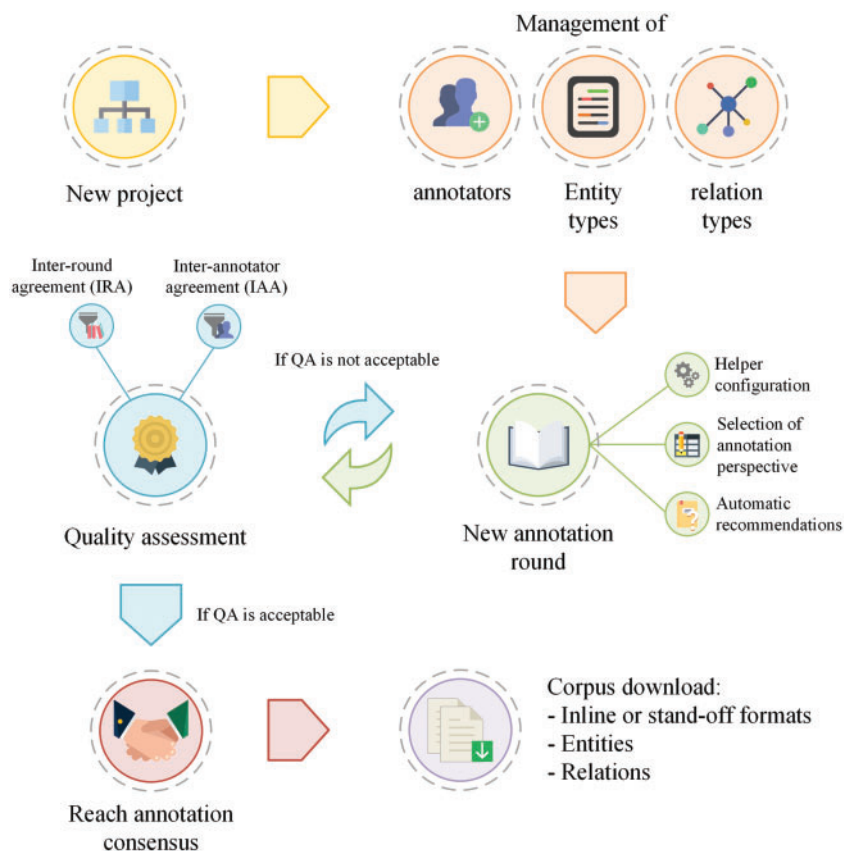 Management of
New project
annotators
Entity
types
relation
types
Inter-round
agreement (IRA)
Inter-annotator
agreement (IAA)
If QA is not acceptable
Helper
configuration
Selection of
annotation
perspective
Automatic
recommendations
Quality assessment
New annotation
round
If QA is acceptable
Reach annotation
consensus
Corpus download:
- Inline or stand-off formats
- Entities
- Relations